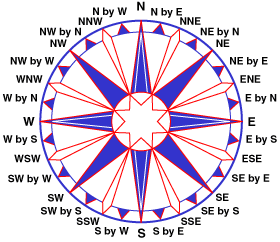 N
N by W N by E
NNW NNE
NW by N NE by N
NW NE
NW by W NE by E
WNW ENE
W by N E by N
W E
W by S E by S
WSW ESE
SW by W SE by E
SW SE
SW by S SE by S
SSW SSE
S by W S by E
S